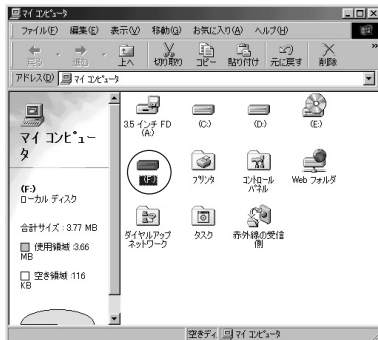 マイ コンピュータ
ファイル(F) 編集(E) 表示(V) 移動(G) お気に入り(A) ヘルプ(H)
戻る 進む 上へ 切り取り コピー 貼り付け 元に戻す 削除
アドレス(D) マイ コンピュータ
マイ コンピュー
タ
(F:)
ローカル ディスク
合計サイズ : 3.77 MB
使用領域 :3.66
MB
空き領域 :116
KB
3.5 インチ FD
(A:)
(C:)
(D:)
(E:)
(F:)
プリンタ
コントロール
パネル
Web フォルダ
ダイヤルアップ
ネットワーク
タスク
赤外線の受信
側
空きディ マイ コンピュータ